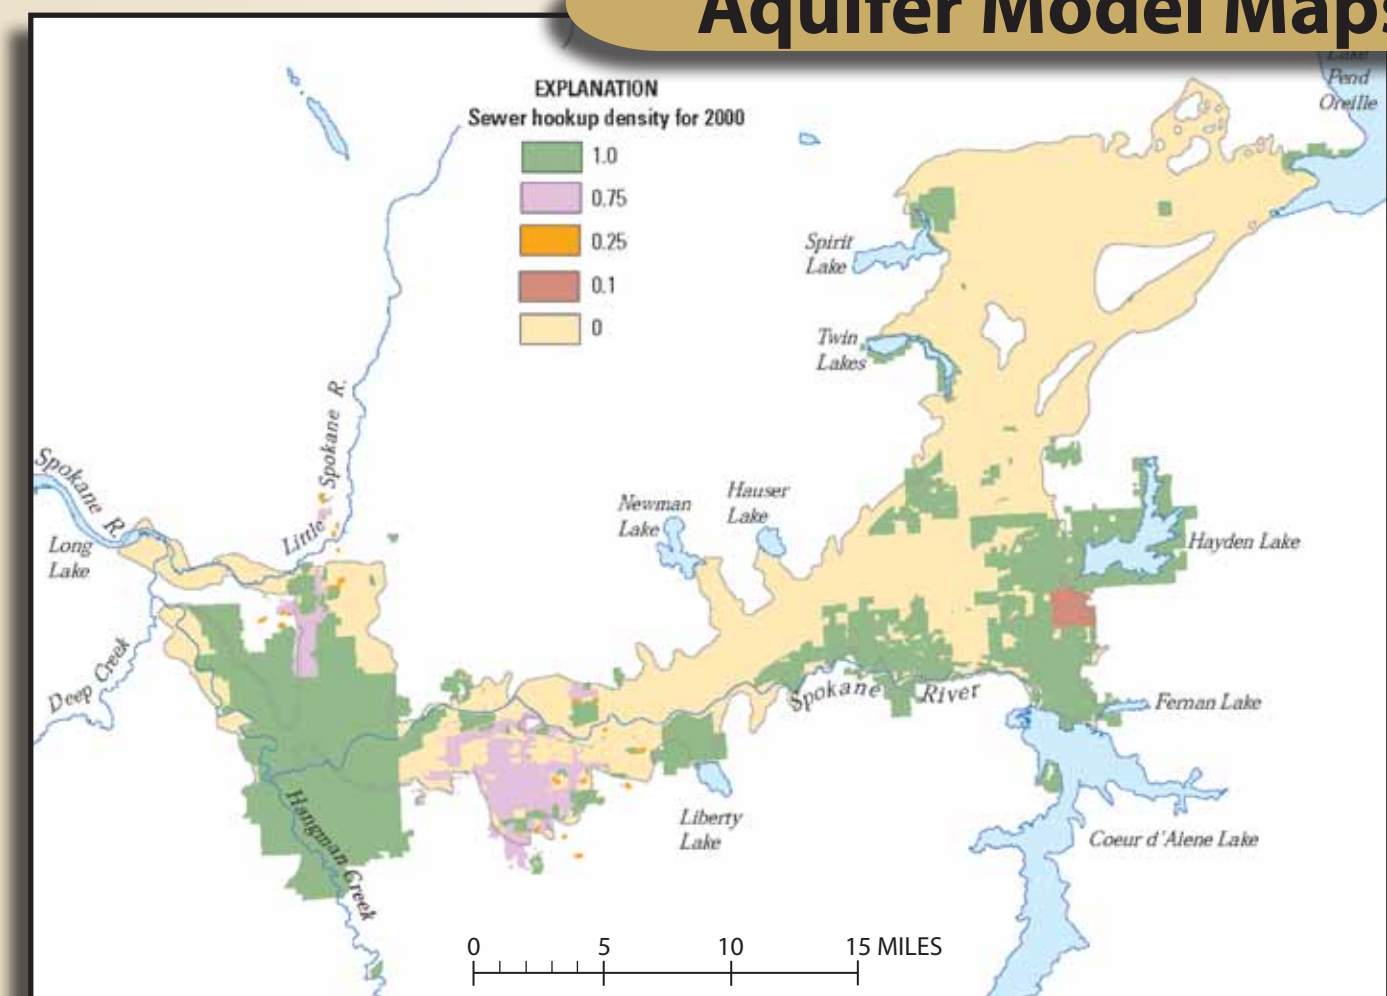 Aquifer Model Maps
Lake
Pend
Oreille
EXPLANATION
Sewer hookup density for 2000
1.0
0.75
0.25
0.1
0
Spirit
Lake
Twin
Lakes
Spokane R.
Little Spokane R.
Long
Lake
Newman
Lake
Hauser
Lake
Hayden Lake
Deep Creek
Spokane River
Fernan Lake
Hangman Creek
Liberty
Lake
Coeur d'Alene Lake
0 5 10 15 MILES